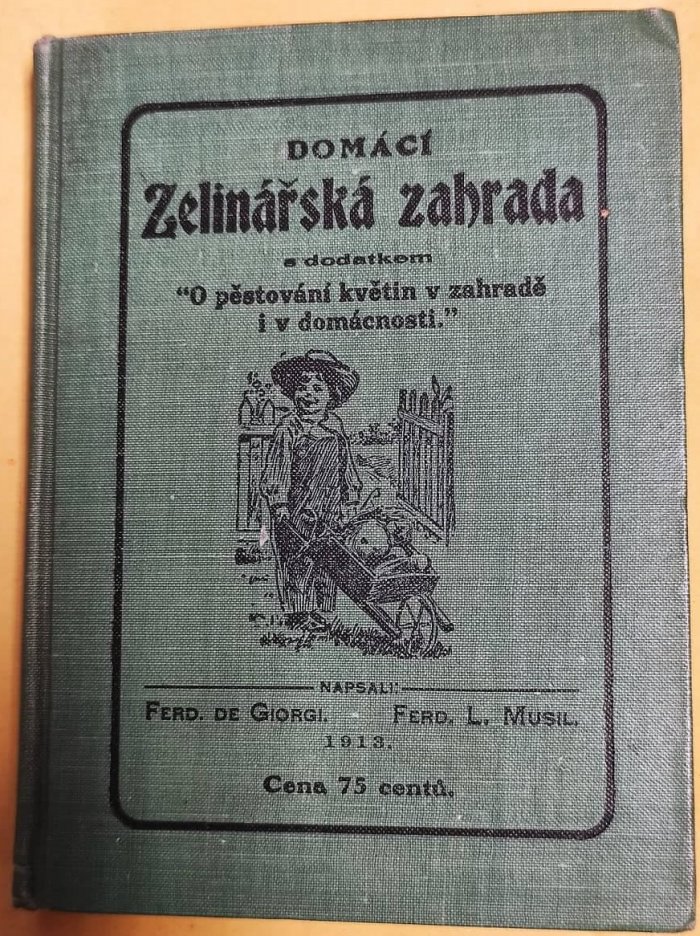 DOMÁCÍ
Zelinářská zahrada
s dodatkem
"O pěstování květin v zahradě
i v domácnosti."
NAPSALI:
FERD. DE GIORGI. FERD. L. MUSIL.
1913.
Cena 75 centů.